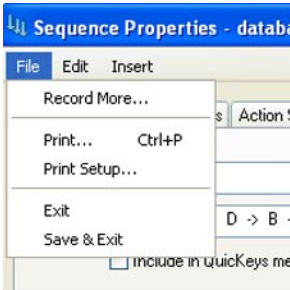 Sequence Properties - databa
File Edit Insert
Record More...
s Action S
Print... Ctrl+P
Print Setup...
Exit
D -> B -
Save & Exit
Include in QuicKeys me